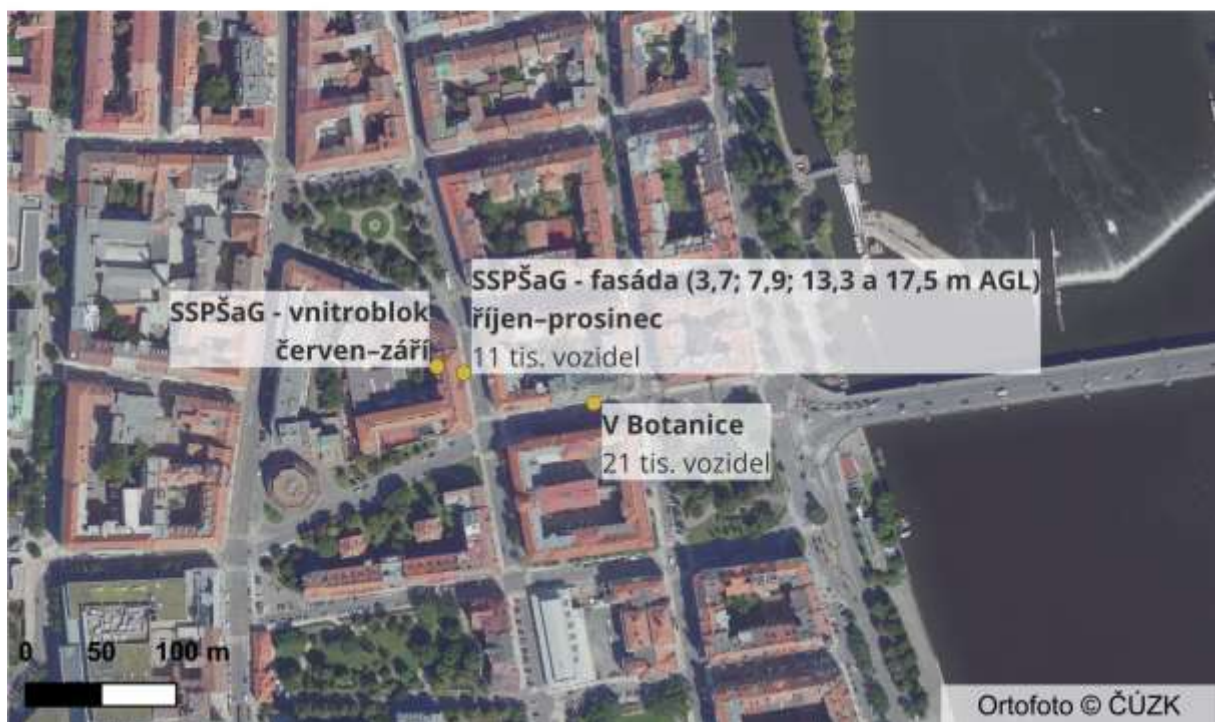 SSPŠaG - vnitroblok
červen–září
SSPŠaG - fasáda (3,7; 7,9; 13,3 a 17,5 m AGL)
říjen–prosinec
11 tis. vozidel
V Botanice
21 tis. vozidel
0 50 100 m
Ortofoto © ČÚZK